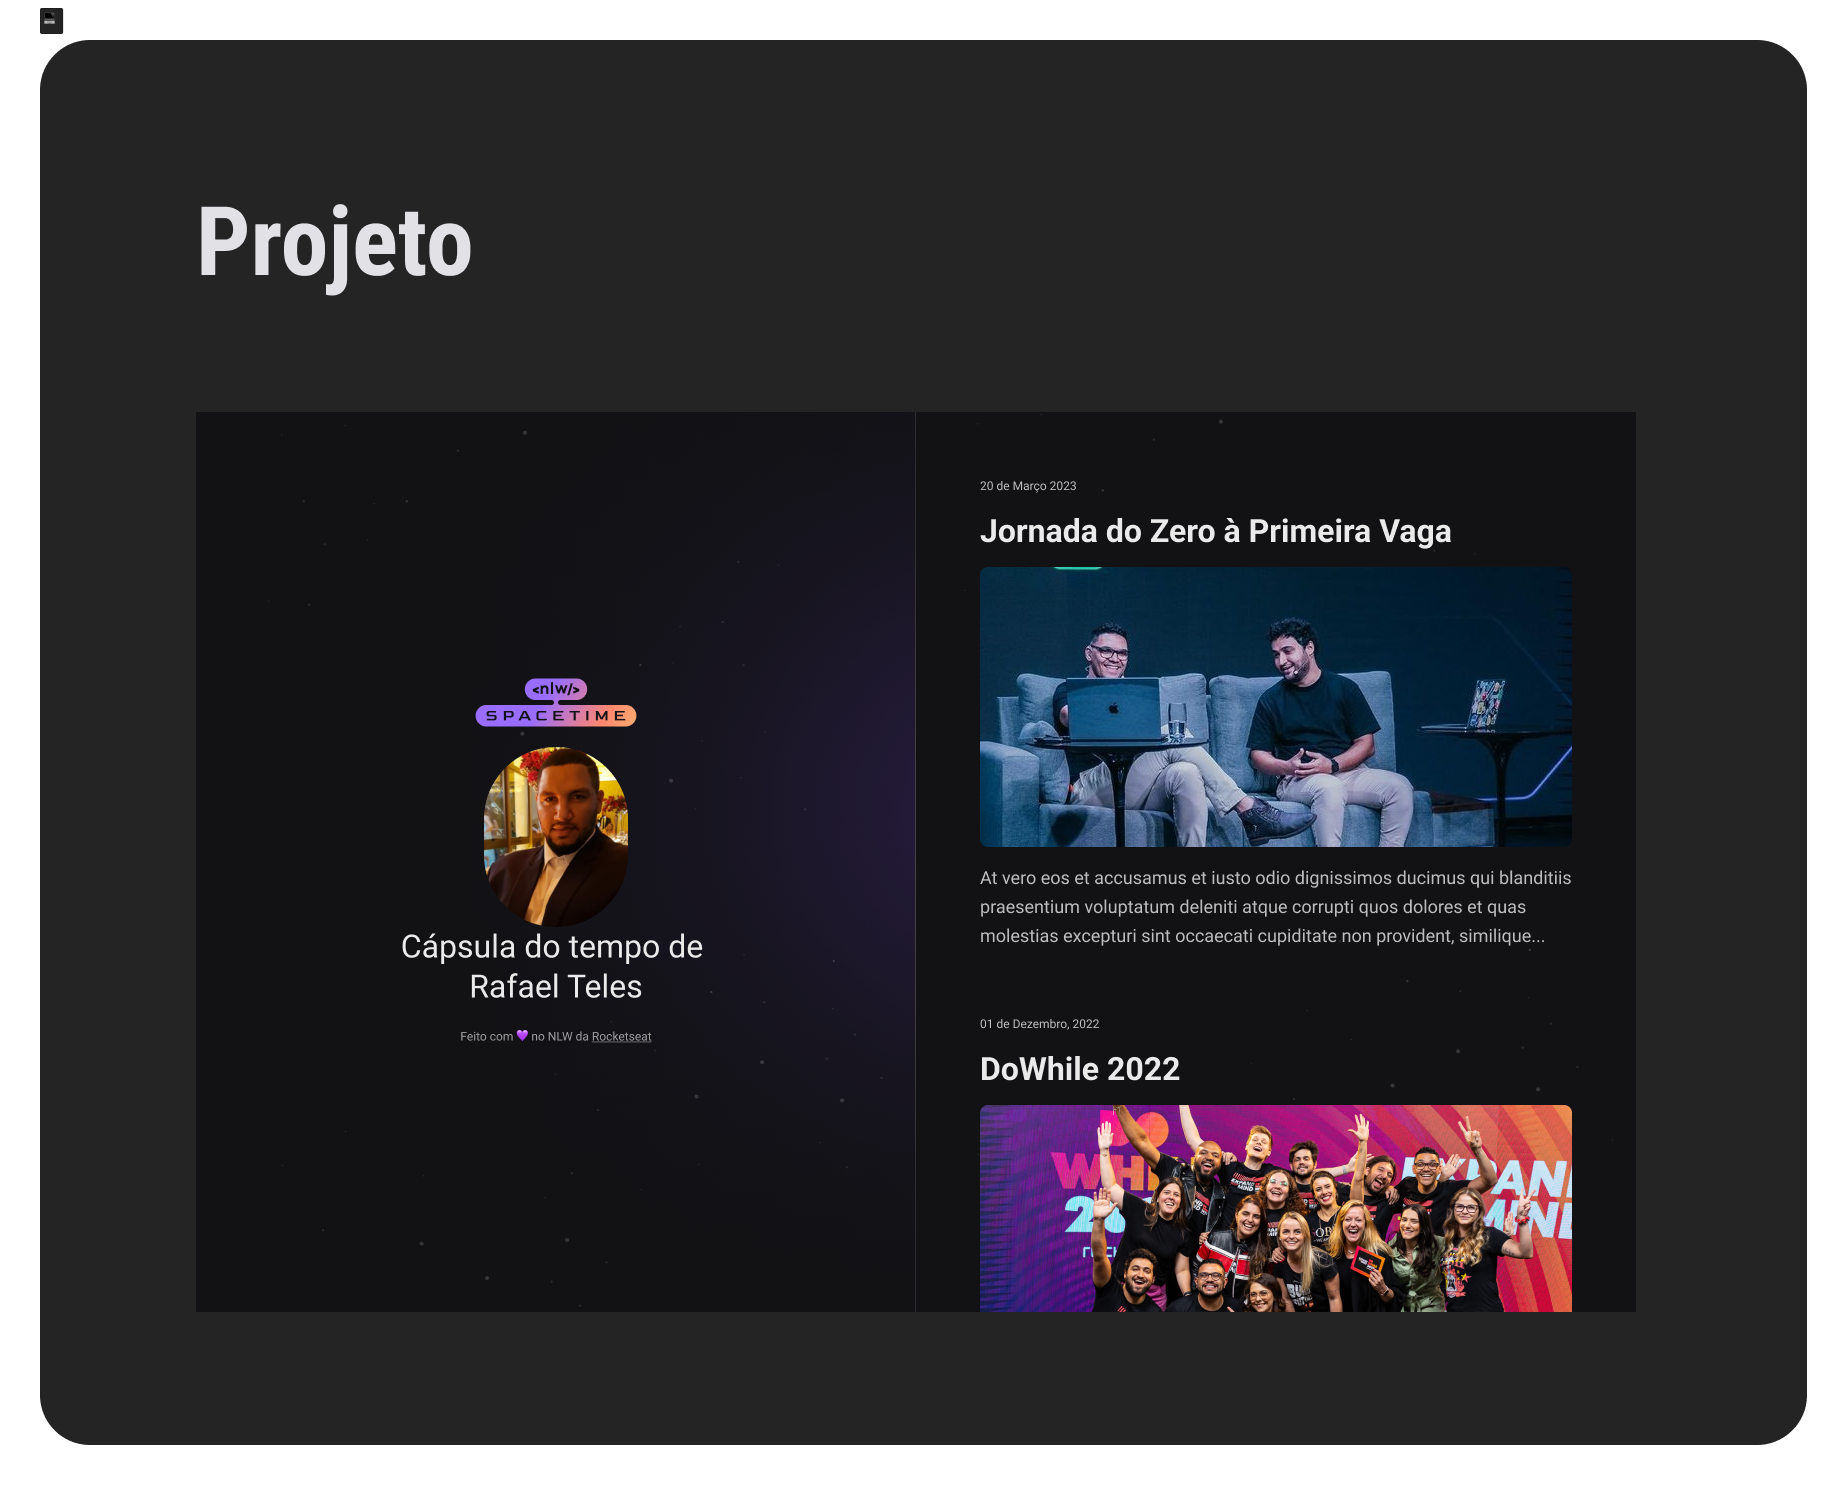 Projeto
<nlw/>
SPACETIME
Cápsula do tempo de
Rafael Teles
Feito com 💜 no NLW da Rocketseat
20 de Março 2023
Jornada do Zero à Primeira Vaga
At vero eos et accusamus et iusto odio dignissimos ducimus qui blanditiis
praesentium voluptatum deleniti atque corrupti quos dolores et quas
molestias excepturi sint occaecati cupiditate non provident, similique...
01 de Dezembro, 2022
DoWhile 2022